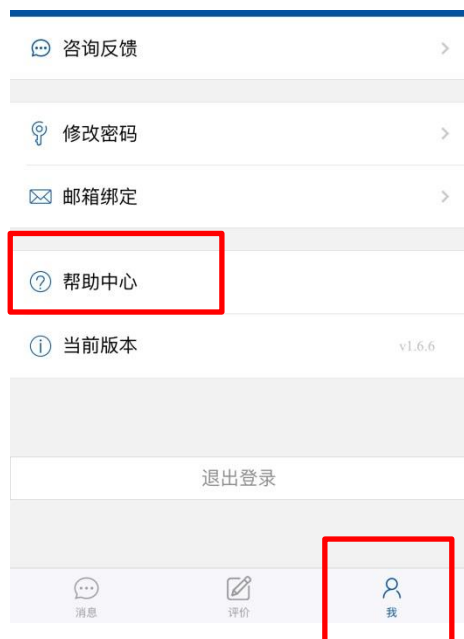 咨询反馈
修改密码
邮箱绑定
帮助中心
当前版本 v1.6.6
退出登录
消息 评价 我